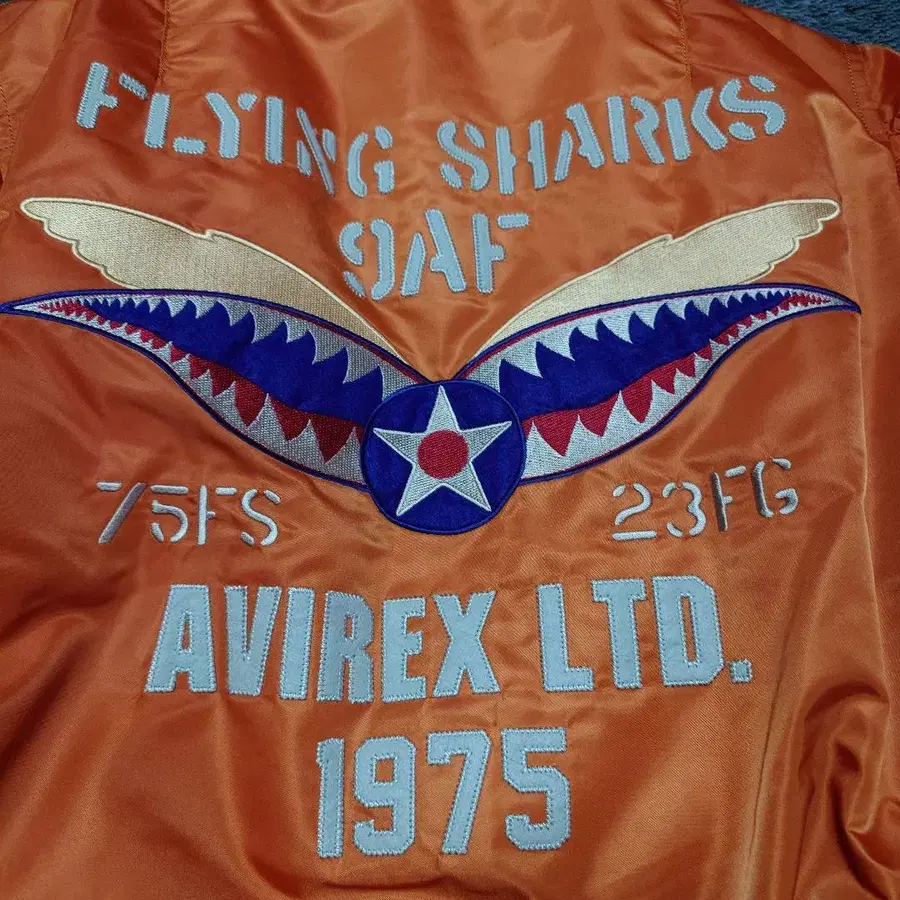 FLYING SHARKS
9AF
75FS 23FG
AVIREX LTD.
1975